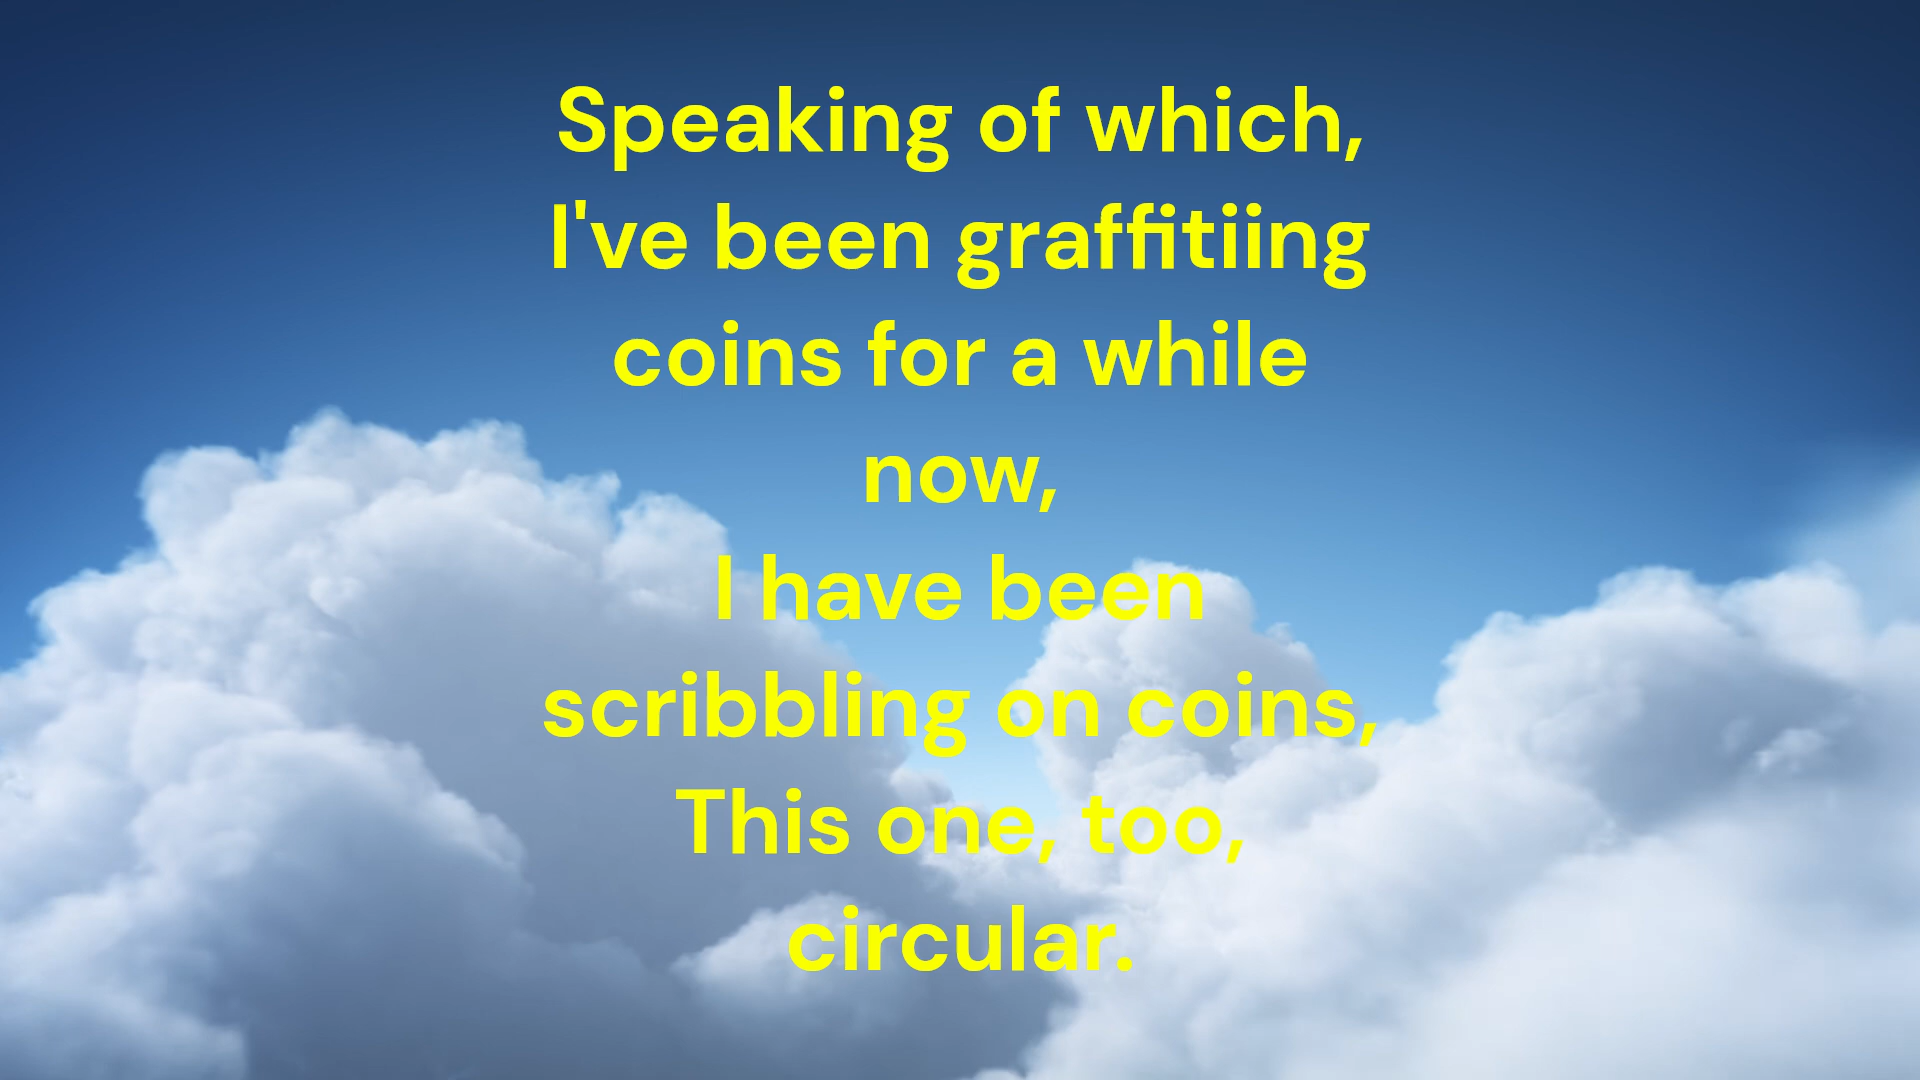 Speaking of which,
I've been graffitiing
coins for a while
now,
I have been
scribbling on coins,
This one, too,
circular.